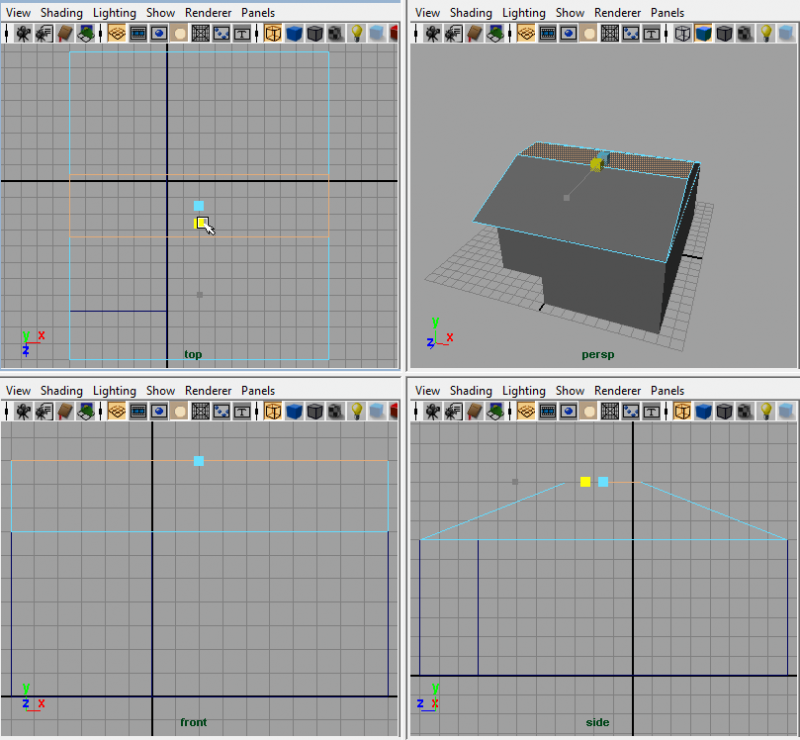 View Shading Lighting Show Renderer Panels
View Shading Lighting Show Renderer Panels
T
T
Y
X
Z
top
Y
Z
X
persp
View Shading Lighting Show Renderer Panels
View Shading Lighting Show Renderer Panels
T
T
Y
Z X
front
Y
Z X
side